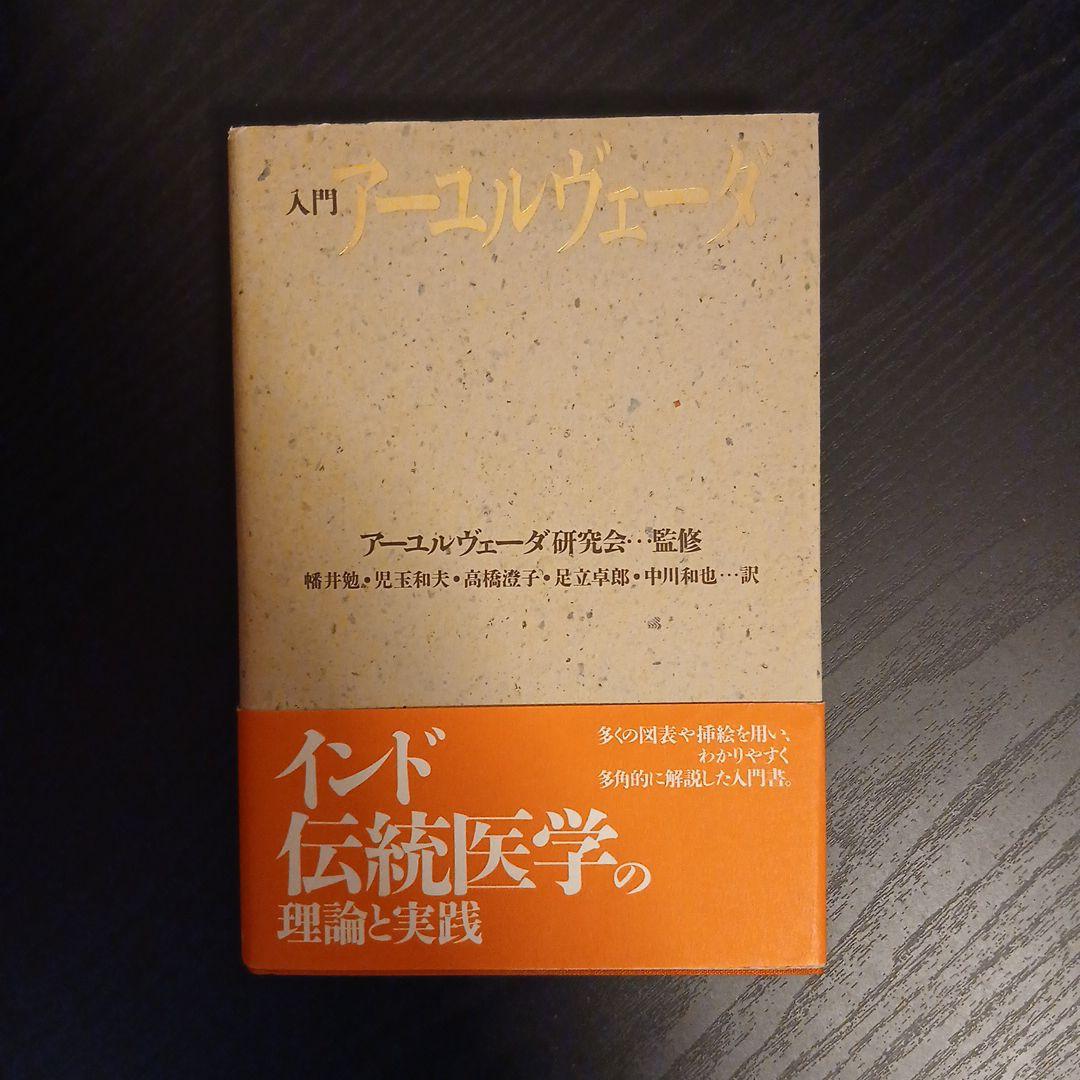 入門 アーユルヴェーダ
アーユルヴェーダ研究会…監修
幡井勉・児玉和夫・高橋澄子・足立卓郎・中川和也…訳
インド
伝統医学の
理論と実践
多くの図表や挿絵を用い、
わかりやすく
多角的に解説した入門書。